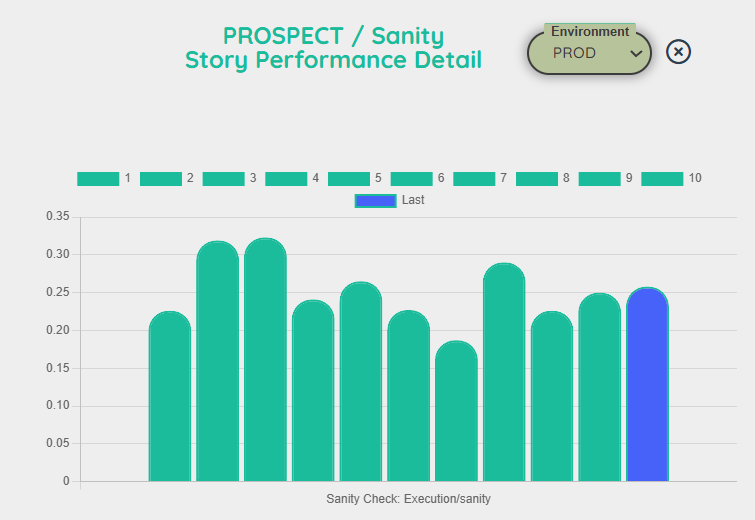 PROSPECT / Sanity
Story Performance Detail
Environment
PROD
1 2 3 4 5 6 7 8 9 10
Last
0.35
0.30
0.25
0.20
0.15
0.10
0.05
0
Sanity Check: Execution/sanity